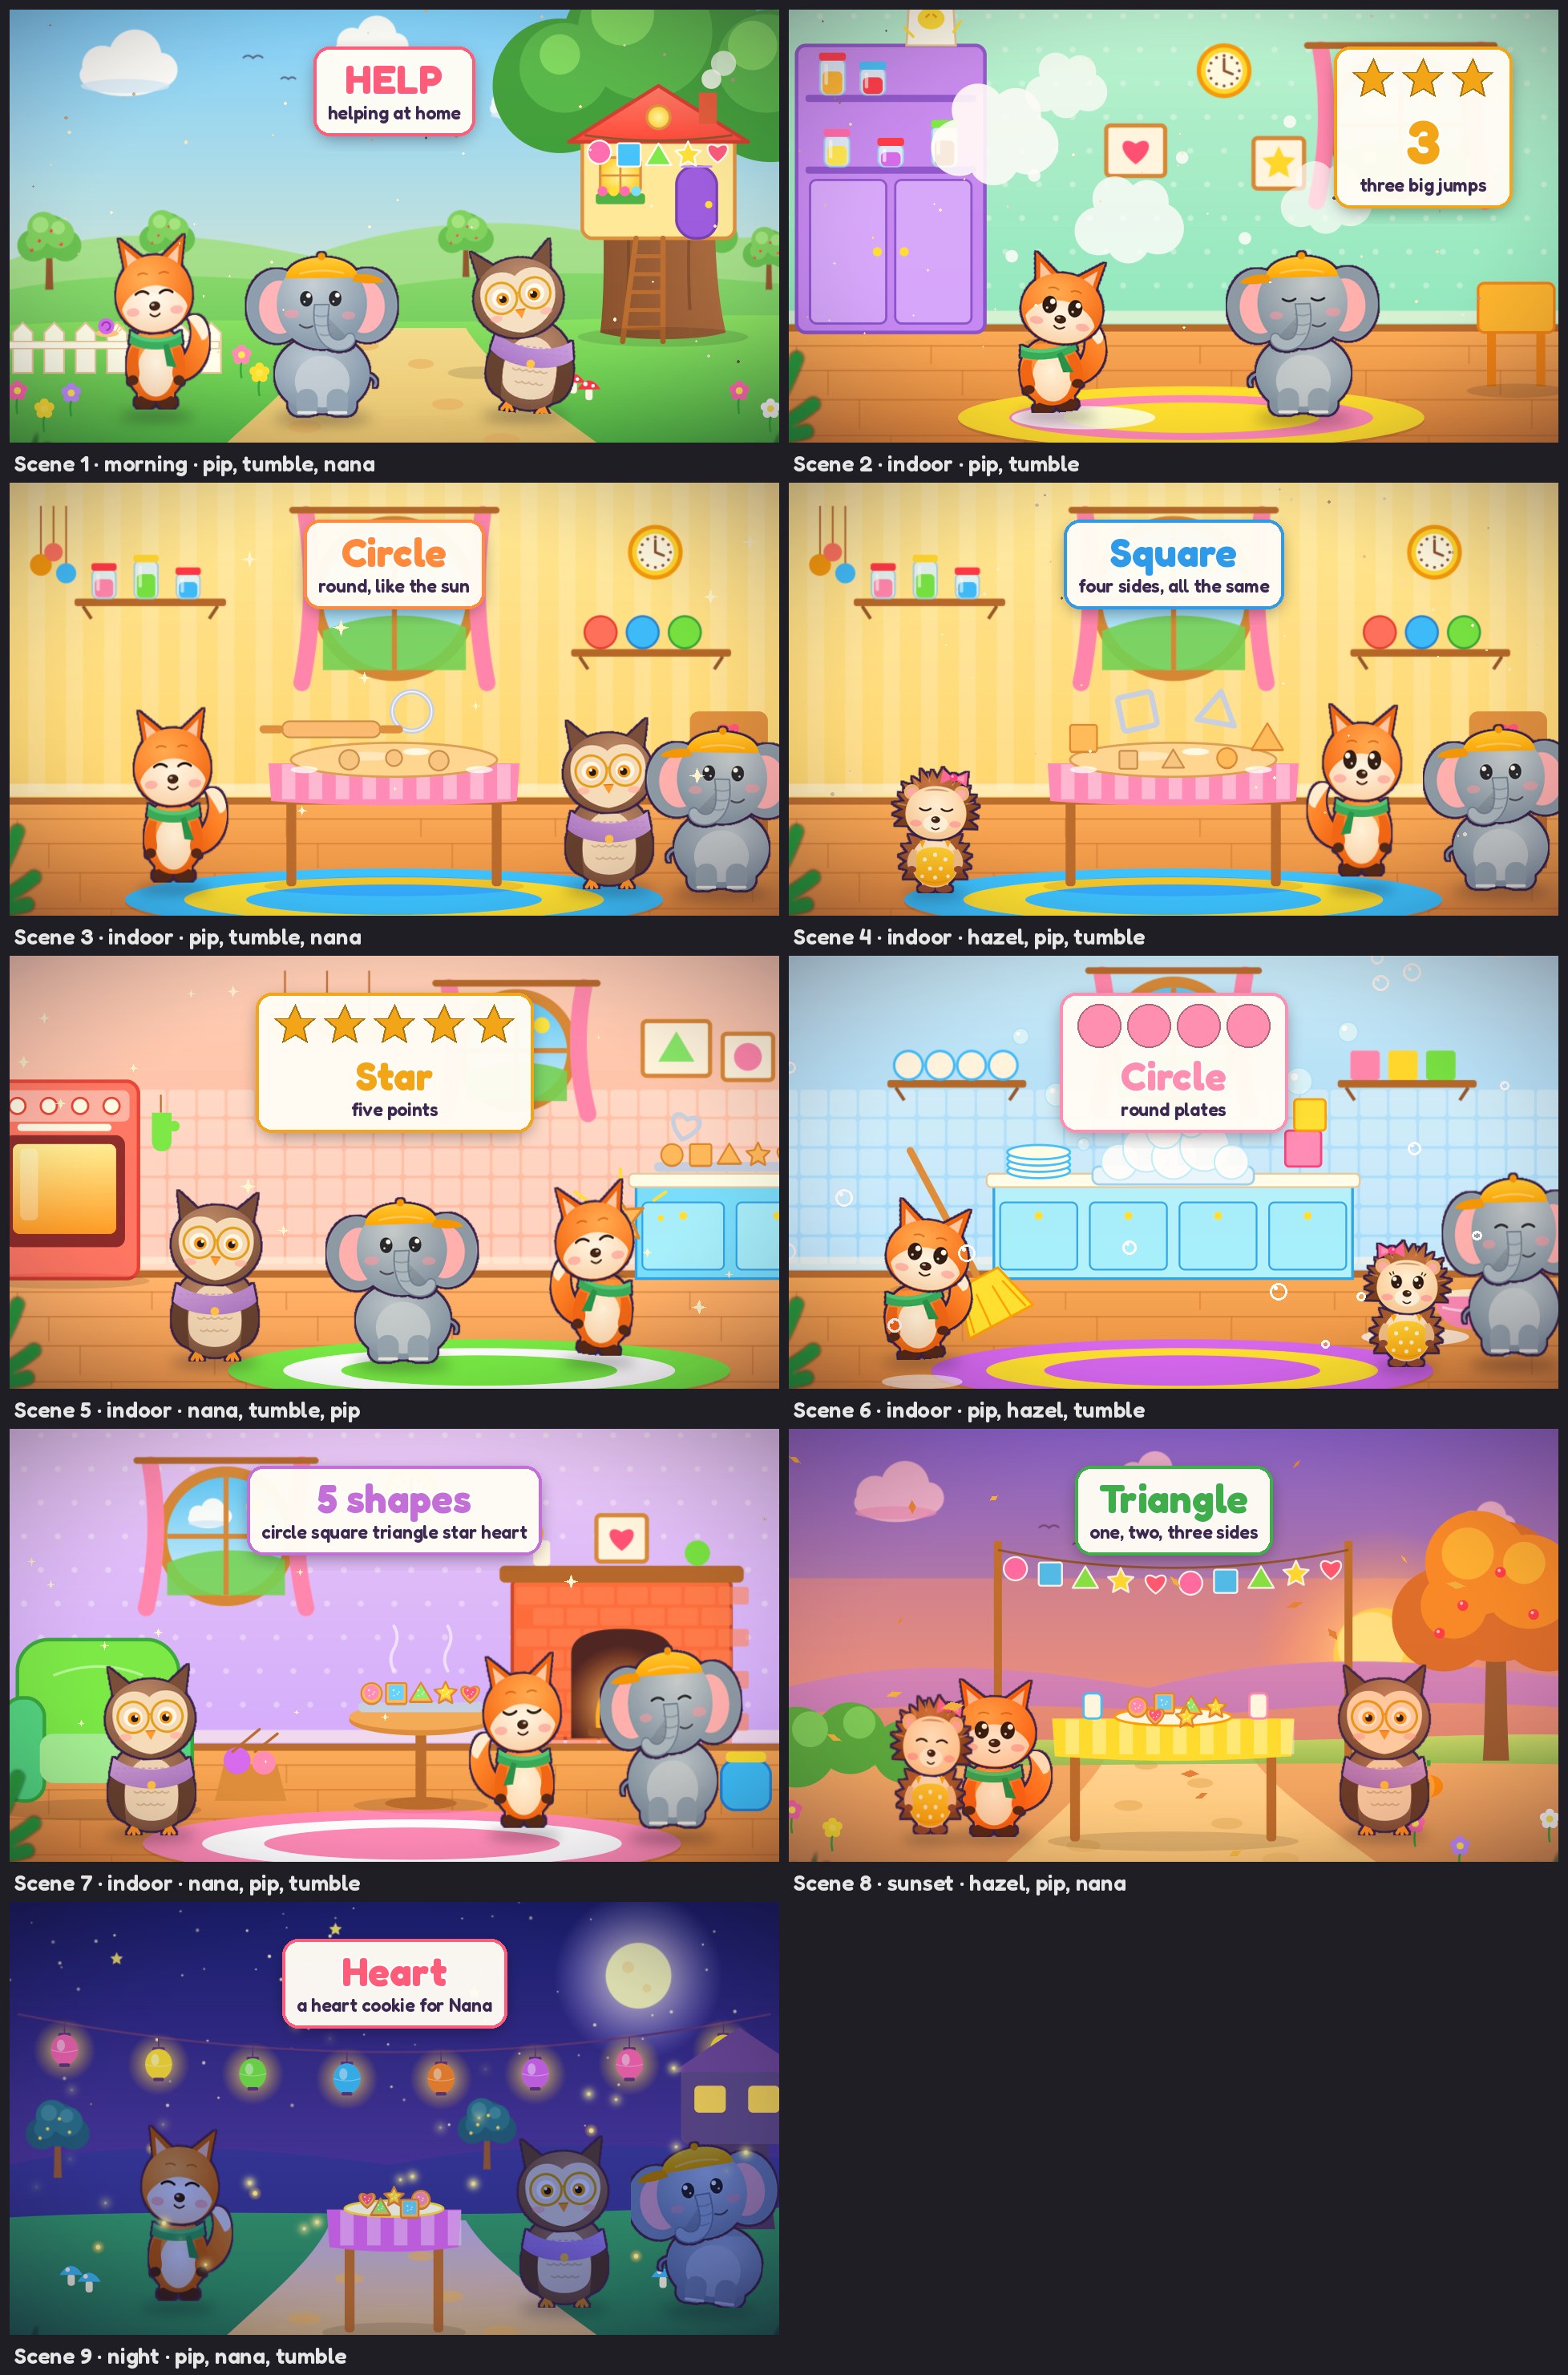 HELP
helping at home
3
three big jumps
Scene 1 · morning · pip, tumble, nana
Scene 2 · indoor · pip, tumble
Circle
round, like the sun
Square
four sides, all the same
Scene 3 · indoor · pip, tumble, nana
Scene 4 · indoor · hazel, pip, tumble
Star
five points
Circle
round plates
Scene 5 · indoor · nana, tumble, pip
Scene 6 · indoor · pip, hazel, tumble
5 shapes
circle square triangle star heart
Triangle
one, two, three sides
Scene 7 · indoor · nana, pip, tumble
Scene 8 · sunset · hazel, pip, nana
Heart
a heart cookie for Nana
Scene 9 · night · pip, nana, tumble